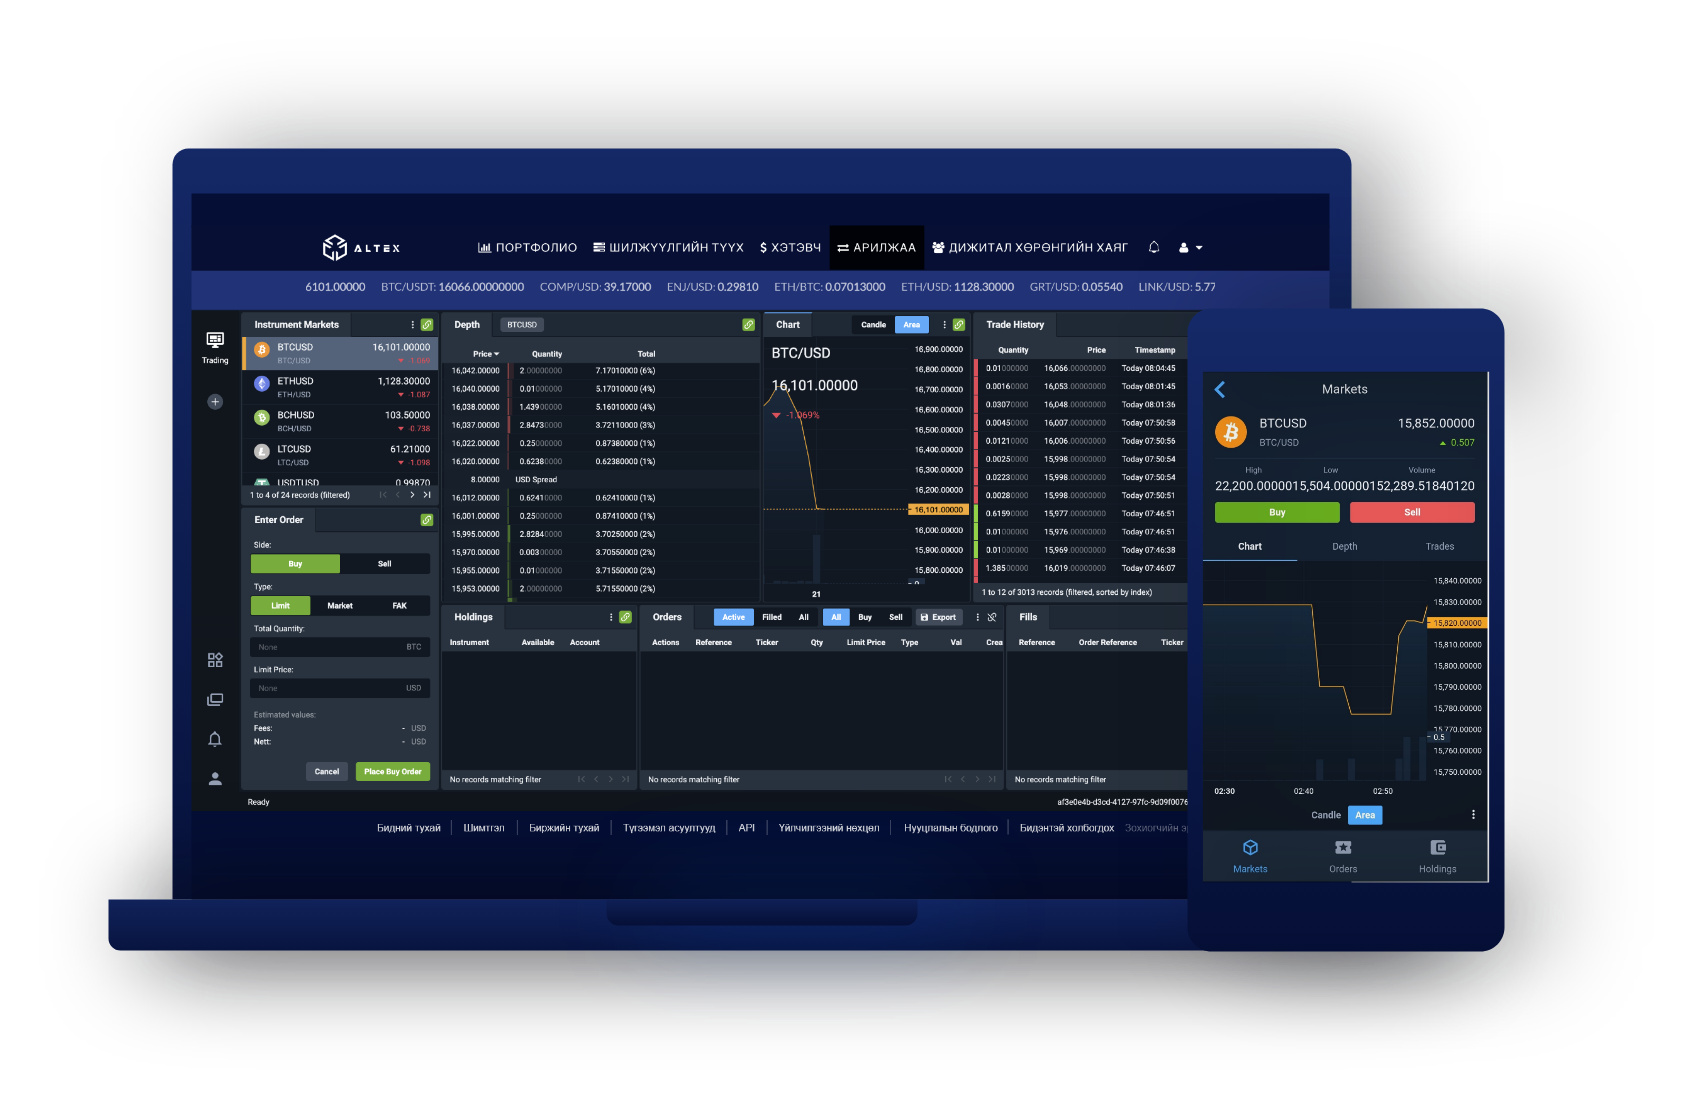 ALTEX
ПОРТФОЛИО ШИЛЖҮҮЛГИЙН ТҮҮХ ХЭТЭВЧ АРИЛЖАА ДИЖИТАЛ ХӨРӨНГИЙН ХАЯГ
6101.00000 BTC/USDT: 16066.00000000 COMP/USD: 39.17000 ENJ/USD: 0.29810 ETH/BTC: 0.07013000 ETH/USD: 1128.30000 GRT/USD: 0.05540 LINK/USD: 5.77
Trading
Instrument Markets
BTCUSD 16,101.00000
BTC/USD -1.069
ETHUSD 1,128.30000
ETH/USD -1.087
BCHUSD 103.50000
BCH/USD -0.738
LTCUSD 61.21000
LTC/USD -1.098
USDTUSD 0.99870
1 to 4 of 24 records (filtered)
Enter Order
Side:
Buy Sell
Type:
Limit Market FAK
Total Quantity:
None BTC
Limit Price:
None USD
Estimated values:
Fees: - USD
Nett: - USD
Cancel Place Buy Order
Depth BTCUSD
Price Quantity Total
16,042.00000 2.00000000 7.17010000 (6%)
16,040.00000 0.01000000 5.17010000 (4%)
16,038.00000 1.43900000 5.16010000 (4%)
16,037.00000 2.84730000 3.72110000 (3%)
16,022.00000 0.25000000 0.87380000 (1%)
16,020.00000 0.62380000 0.62380000 (1%)
8.00000 USD Spread
16,012.00000 0.62410000 0.62410000 (1%)
16,001.00000 0.25000000 0.87410000 (1%)
15,995.00000 2.82840000 3.70250000 (2%)
15,970.00000 0.00300000 3.70550000 (2%)
15,955.00000 0.01000000 3.71550000 (2%)
15,953.00000 2.00000000 5.71550000 (2%)
Chart Candle Area
BTC/USD
16,101.00000
-1.069%
16,900.00000
16,800.00000
16,700.00000
16,600.00000
16,500.00000
16,400.00000
16,300.00000
16,200.00000
16,101.00000
16,000.00000
15,900.00000
15,800.00000
21
Trade History
Quantity Price Timestamp
0.01000000 16,066.00000000 Today 08:04:45
0.00160000 16,053.00000000 Today 08:01:45
0.03070000 16,048.00000000 Today 08:01:36
0.00450000 16,007.00000000 Today 07:50:58
0.01210000 16,006.00000000 Today 07:50:56
0.00250000 15,998.00000000 Today 07:50:54
0.02230000 15,998.00000000 Today 07:50:54
0.00280000 15,998.00000000 Today 07:50:51
0.61590000 15,977.00000000 Today 07:46:51
0.01000000 15,976.00000000 Today 07:46:51
0.01000000 15,969.00000000 Today 07:46:38
1.38500000 16,019.00000000 Today 07:46:07
1 to 12 of 3013 records (filtered, sorted by index)
Holdings
Instrument Available Account
No records matching filter
Orders Active Filled All All Buy Sell Export
Actions Reference Ticker Qty Limit Price Type Val Crea
No records matching filter
Fills
Reference Order Reference Ticker
No records matching filter
Ready af3e0e4b-d3cd-4127-97fc-9d09f0076
Бидний тухай Шимтгэл Биржийн тухай Түгээмэл асуултууд API Үйлчилгээний нөхцөл Нууцлалын бодлого Бидэнтэй холбогдох Зохиогчийн э
Markets
BTCUSD 15,852.00000
BTC/USD 0.507
High Low Volume
22,200.0000015,504.00000152,289.51840120
Buy Sell
Chart Depth Trades
15,840.00000
15,830.00000
15,820.00000
15,810.00000
15,800.00000
15,790.00000
15,780.00000
15,770.00000
0.5
15,760.00000
15,750.00000
02:30 02:40 02:50
Candle Area
Markets Orders Holdings